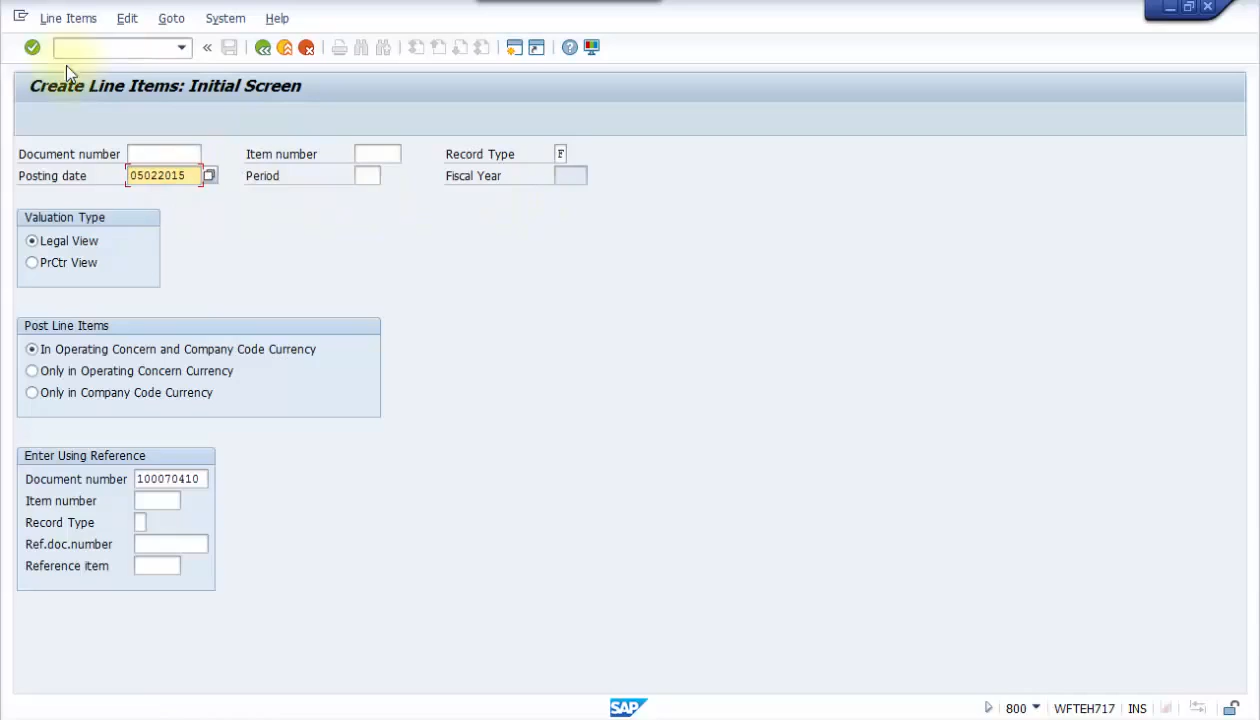 Line Items Edit Goto System Help
Create Line Items: Initial Screen
Document number Item number Record Type F
Posting date 05022015 Period Fiscal Year
Valuation Type
Legal View
PrCtr View
Post Line Items
In Operating Concern and Company Code Currency
Only in Operating Concern Currency
Only in Company Code Currency
Enter Using Reference
Document number 100070410
Item number
Record Type
Ref.doc.number
Reference item
SAP 800 WFTEH717 INS